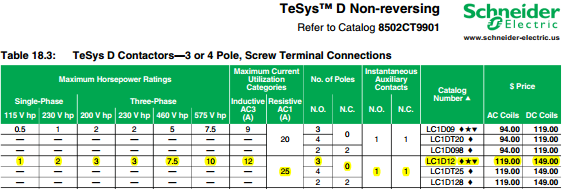 TeSys™ D Non-reversing
Refer to Catalog 8502CT9901
Schneider Electric
www.schneider-electric.us
Table 18.3: TeSys D Contactors—3 or 4 Pole, Screw Terminal Connections
Maximum Horsepower Ratings Maximum Current Utilization Categories No. of Poles Instantaneous Auxiliary Contacts Catalog Number ▲ $ Price
Single-Phase Three-Phase Inductive AC3 (A) Resistive AC1 (A) N.O. N.C. N.O. N.C. AC Coils DC Coils
115 V hp 230 V hp 200 V hp 230 V hp 460 V hp 575 V hp
0.5 1 2 2 5 7.5 9 20 3 0 1 1 LC1D09 ♦★▼ 94.00 119.00
— — — — — — — 4 LC1DT20 ♦ 94.00 119.00
— — — — — — — 2 2 LC1D098 ♦ 94.00 119.00
1 2 3 3 7.5 10 12 25 3 0 1 1 LC1D12 ♦★▼ 119.00 149.00
— — — — — — — 4 LC1DT25 ♦ 119.00 149.00
— — — — — — — 2 2 LC1D128 ♦ 119.00 149.00